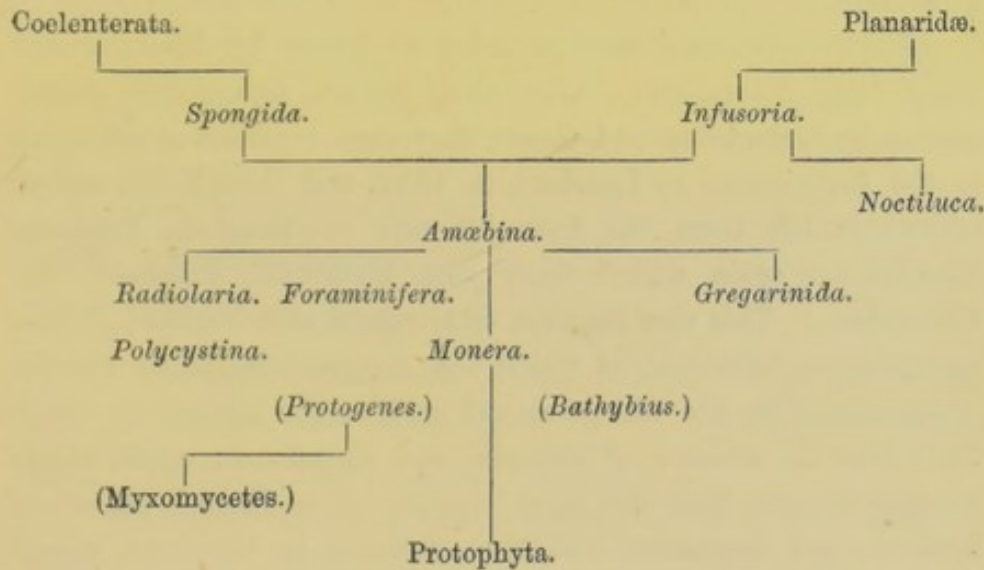 Coelenterata. Planaridæ.
Spongida. Infusoria.
Noctiluca.
Amœbina.
Radiolaria. Foraminifera. Gregarinida.
Polycystina. Monera.
(Protogenes.) (Bathybius.)
(Myxomycetes.)
Protophyta.